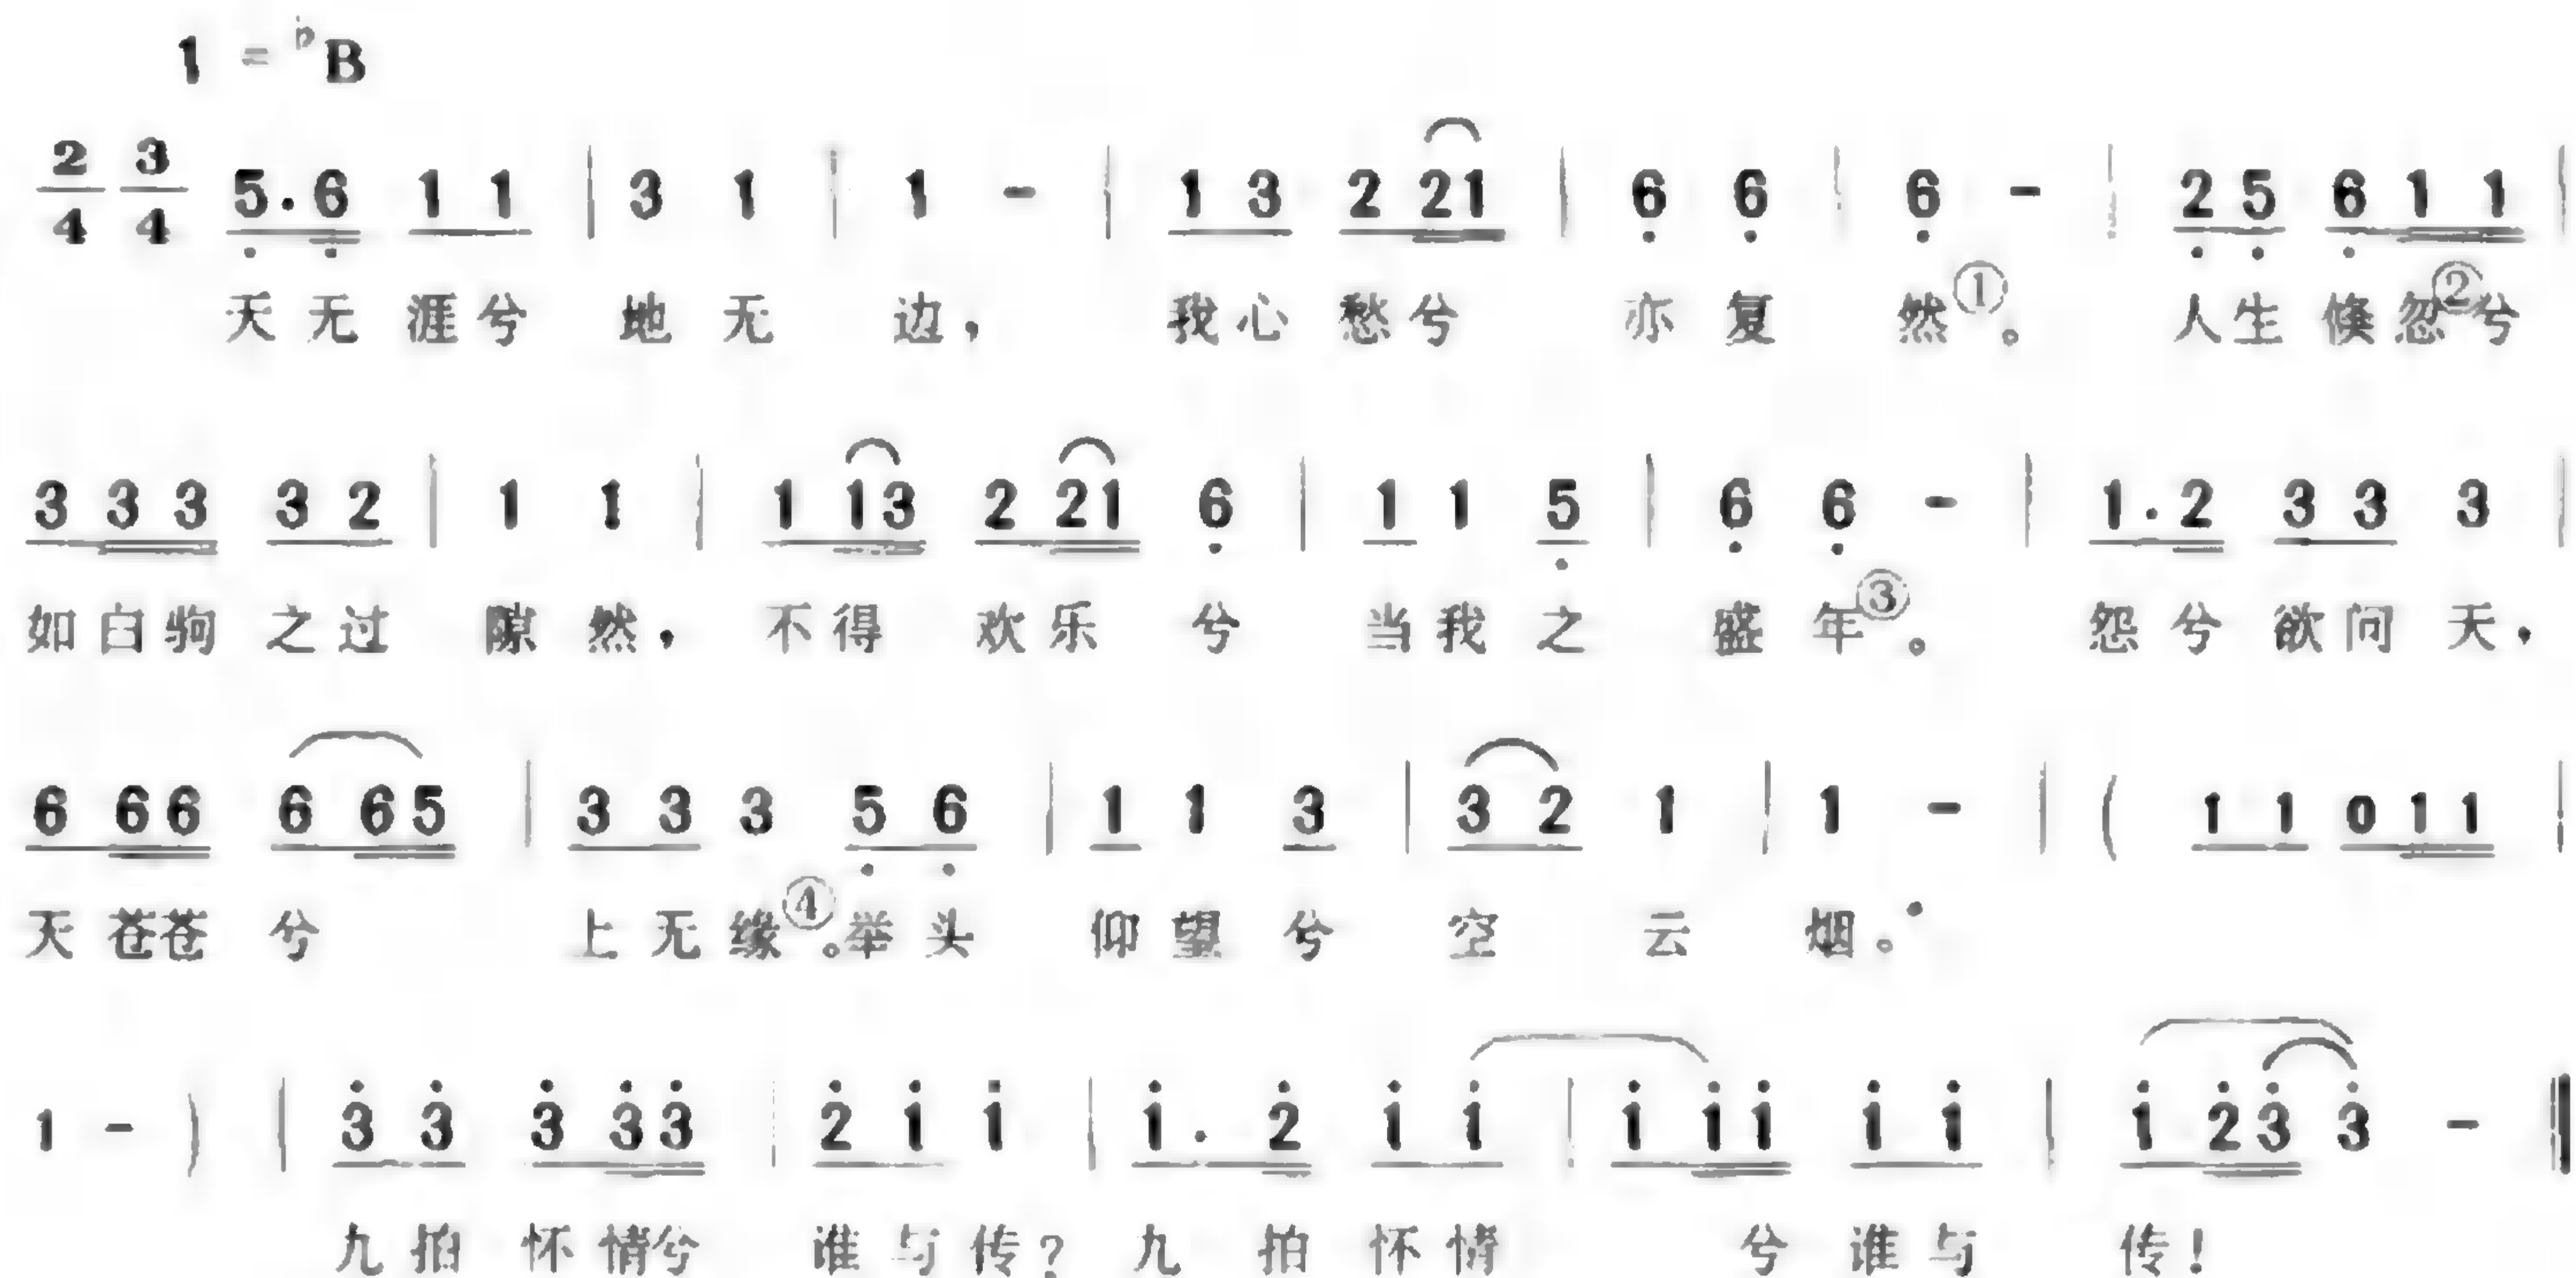 1 = ♭B
2/4 3/4 5.6 1 1 | 3 1 | 1 - | 1 3 2 21 | 6 6 | 6 - | 2 5 6 1 1 |
天无涯兮 地无 边， 我心愁兮 亦复 然①。 人生倏忽②兮
3 3 3 3 2 | 1 1 | 1 13 2 21 6 | 1 1 5 | 6 6 - | 1.2 3 3 3 |
如白驹之过 隙然， 不得欢乐兮 当我之 盛年③。 怨兮欲问天，
6 66 6 65 | 3 3 3 5 6 | 1 1 3 | 3 2 1 | 1 - | ( 1 1 0 1 1 |
天苍苍兮 上无缘④。举头 仰望兮 空云 烟。
1 - ) | 3̇ 3̇ 3̇ 3̇3̇ | 2̇ 1̇ 1̇ | 1̇. 2̇ 1̇ 1̇ | 1̇ 1̇1̇ 1̇ 1̇ | 1̇ 2̇3̇ 3̇ - ‖
九拍怀情兮 谁与传？ 九拍怀情 兮谁与 传！